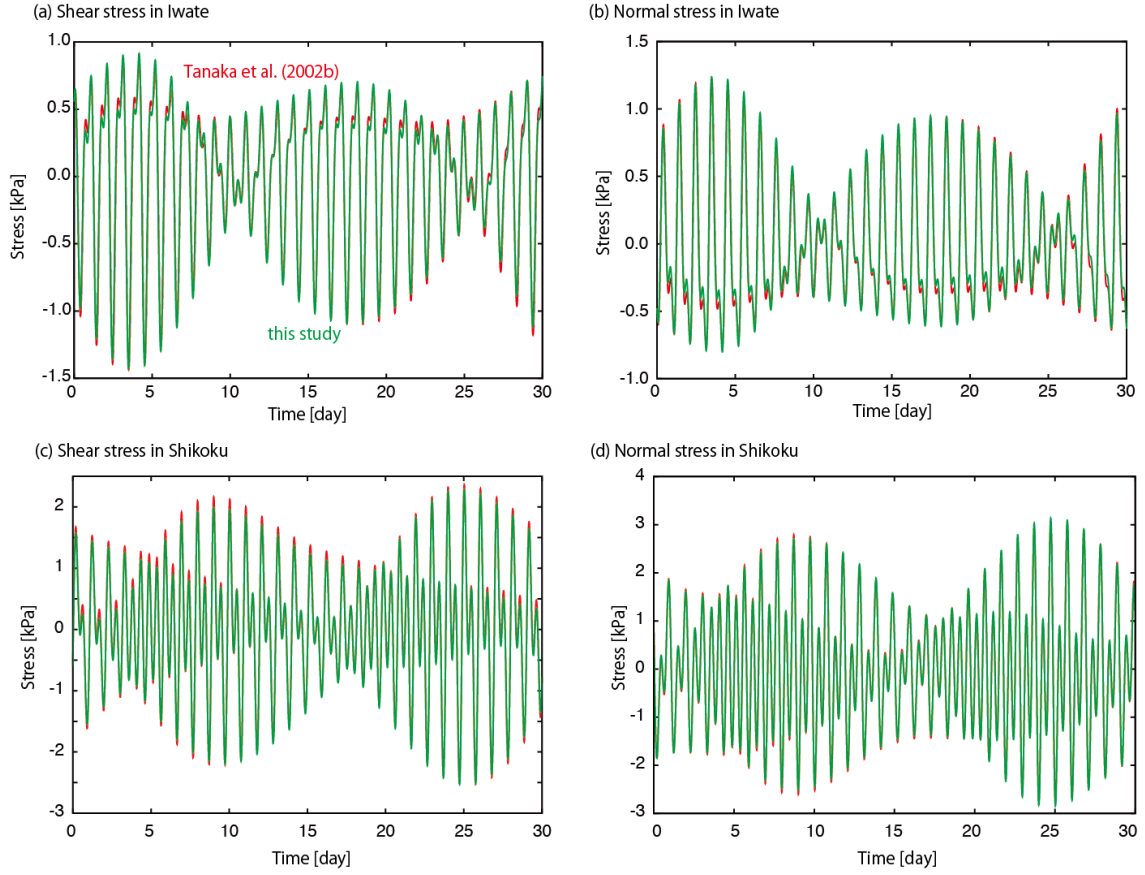 (a) Shear stress in Iwate
1.0
0.5
0.0
-0.5
-1.0
-1.5
Stress [kPa]
Tanaka et al. (2002b)
this study
0 5 10 15 20 25 30
Time [day]
(b) Normal stress in Iwate
1.5
1.0
0.5
0.0
-0.5
-1.0
Stress [kPa]
0 5 10 15 20 25 30
Time [day]
(c) Shear stress in Shikoku
2
1
0
-1
-2
-3
Stress [kPa]
0 5 10 15 20 25 30
Time [day]
(d) Normal stress in Shikoku
4
3
2
1
0
-1
-2
-3
Stress [kPa]
0 5 10 15 20 25 30
Time [day]